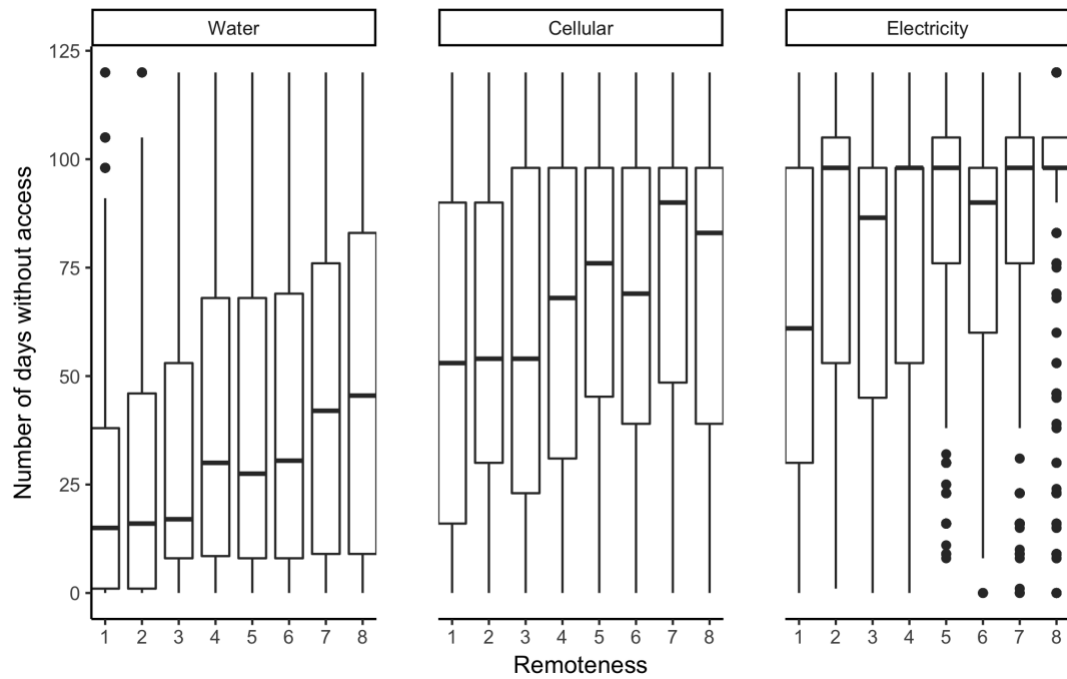 Water
Cellular
Electricity
Number of days without access
125
100
75
50
25
0
1 2 3 4 5 6 7 8
1 2 3 4 5 6 7 8
1 2 3 4 5 6 7 8
Remoteness